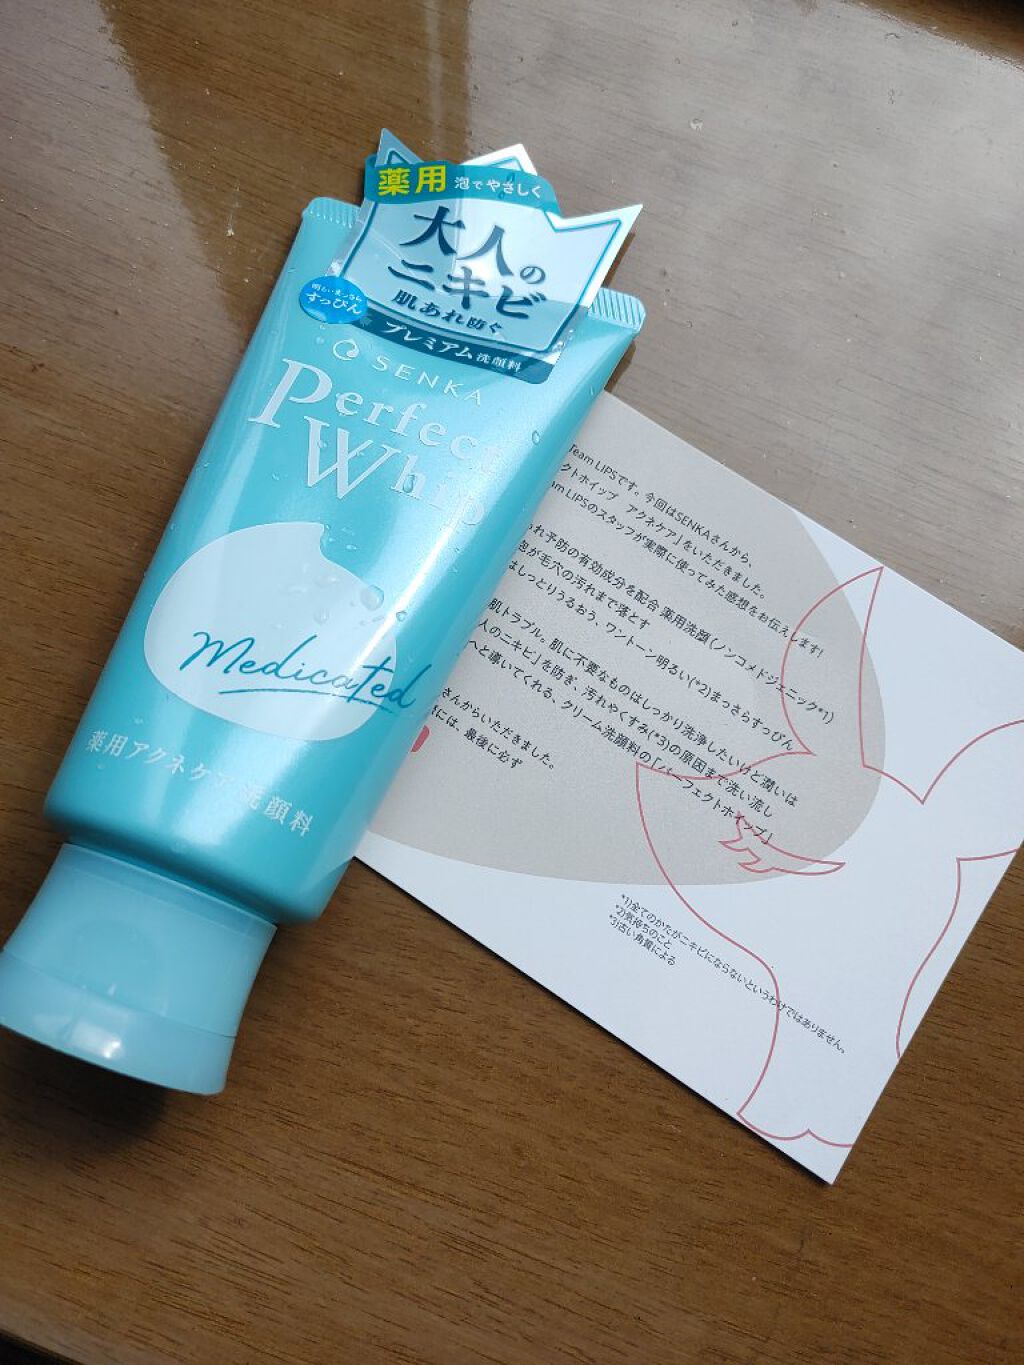 薬用 泡でやさしく
大人の
ニキビ
肌あれ防ぐ
プレミアム洗顔料
明るいまっさら
すっぴん
SENKA
Perfect
Whip
Medicated
薬用アクネケア洗顔料
Team LIPSです。今回はSENKAさんから、
クトホイップ アクネケア」をいただきました。
am LIPSのスタッフが実際に使ってみた感想をお伝えします!
れ予防の有効成分を配合 薬用洗顔(ノンコメドジェニック*1)
泡が毛穴の汚れまで落とす
はしっとりうるおう、ワントーン明るい(*2)まっさらすっぴん
肌トラブル。肌に不要なものはしっかり洗浄したいけど潤いは
人のニキビ」を防ぎ、汚れやくすみ(*3)の原因まで洗い流し
へと導いてくれる、クリーム洗顔料の「パーフェクトホイップ」
さんからいただきました。
には、最後に必ず
*1)全てのかたがニキビにならないというわけではありません。
*2)気持ちのこと
*3)古い角質による